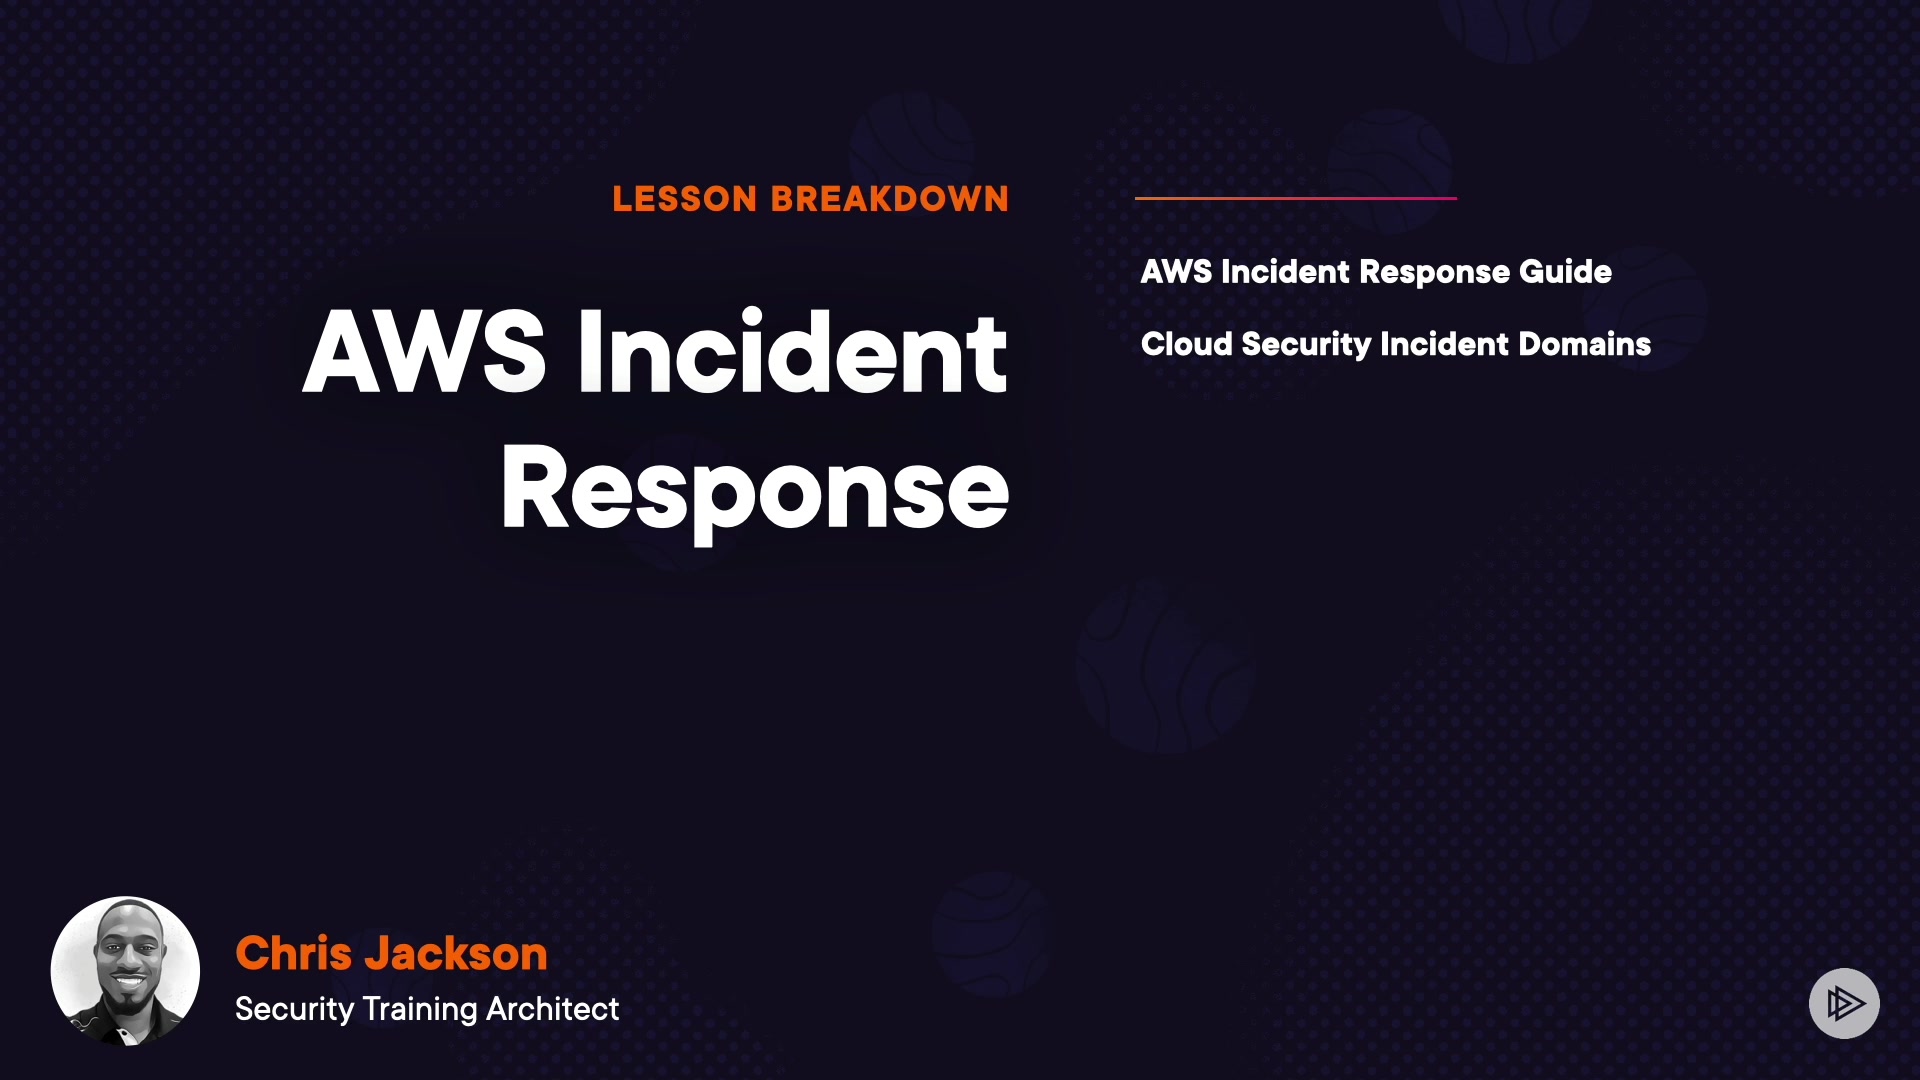 LESSON BREAKDOWN
AWS Incident
Response
AWS Incident Response Guide
Cloud Security Incident Domains
Chris Jackson
Security Training Architect